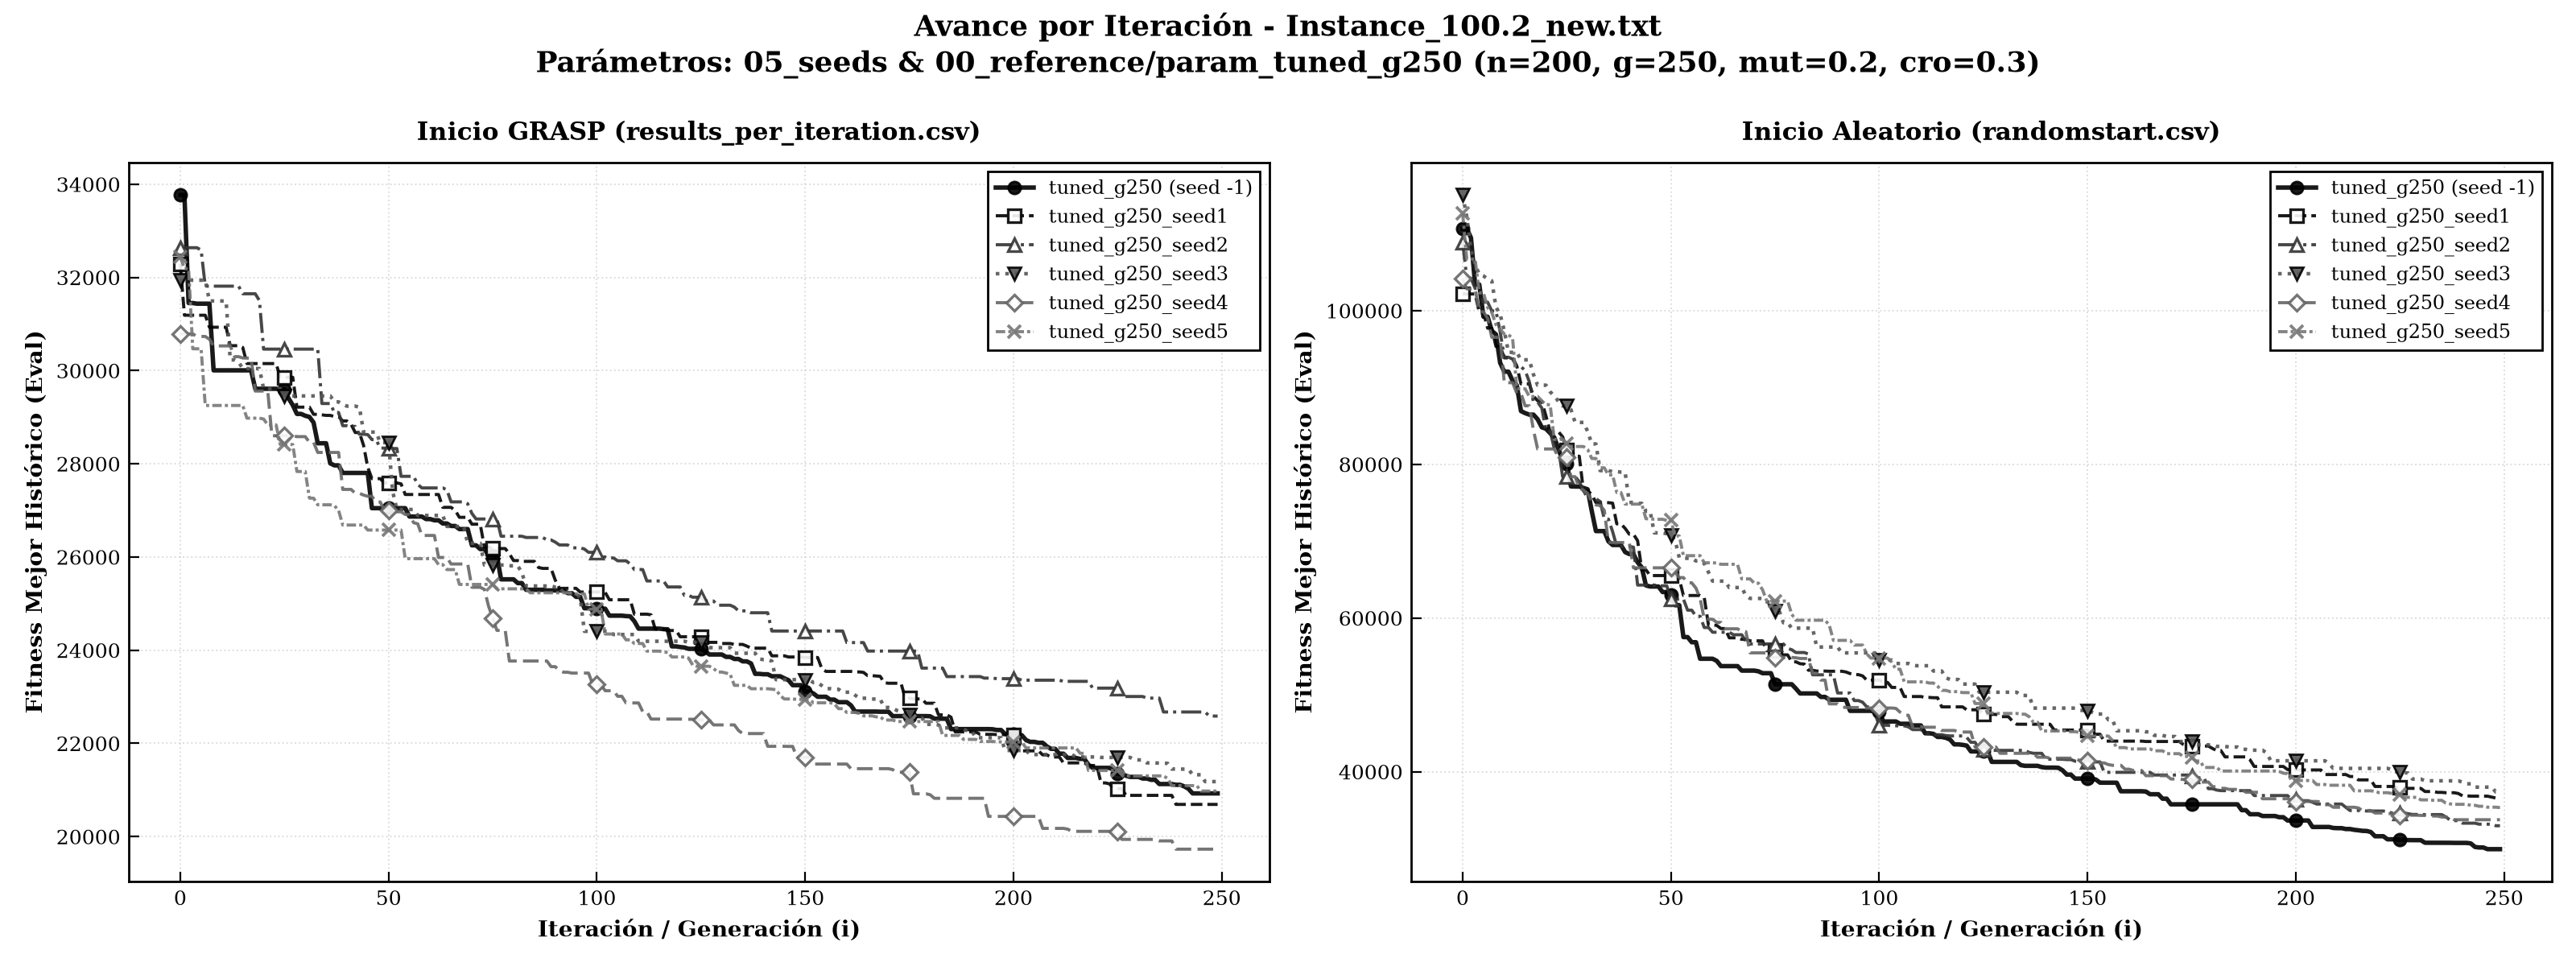 Avance por Iteración - Instance_100.2_new.txt
Parámetros: 05_seeds & 00_reference/param_tuned_g250 (n=200, g=250, mut=0.2, cro=0.3)
Inicio GRASP (results_per_iteration.csv)
Fitness Mejor Histórico (Eval)
34000
32000
30000
28000
26000
24000
22000
20000
tuned_g250 (seed -1)
tuned_g250_seed1
tuned_g250_seed2
tuned_g250_seed3
tuned_g250_seed4
tuned_g250_seed5
0
50
100
150
200
250
Iteración / Generación (i)
Inicio Aleatorio (randomstart.csv)
Fitness Mejor Histórico (Eval)
100000
80000
60000
40000
tuned_g250 (seed -1)
tuned_g250_seed1
tuned_g250_seed2
tuned_g250_seed3
tuned_g250_seed4
tuned_g250_seed5
0
50
100
150
200
250
Iteración / Generación (i)